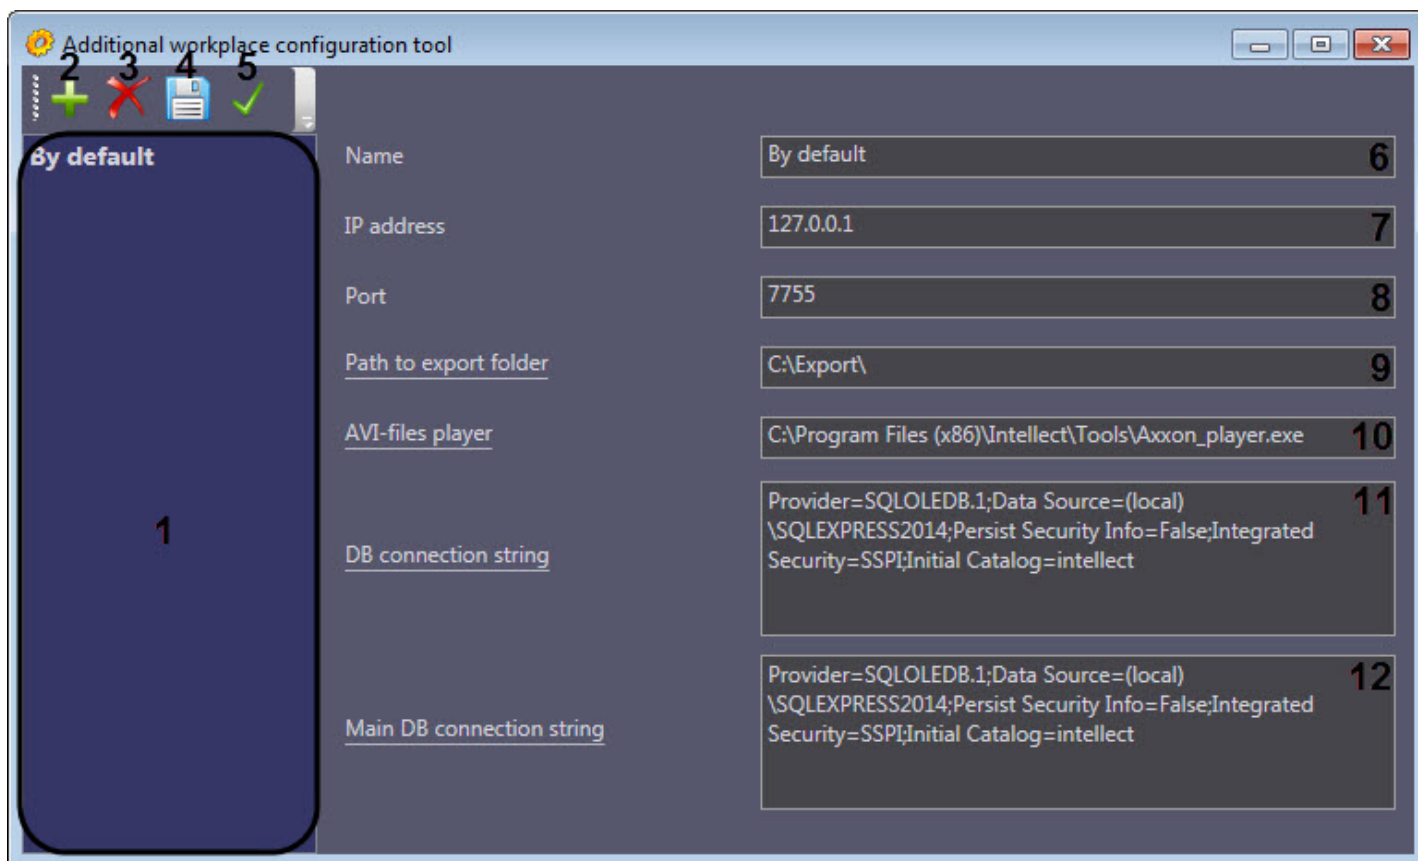 Additional workplace configuration tool
2 3 4 5
By default
1
Name
By default 6
IP address
127.0.0.1 7
Port
7755 8
Path to export folder
C:\Export\ 9
AVI-files player
C:\Program Files (x86)\Intellect\Tools\Axxon_player.exe 10
DB connection string
Provider=SQLOLEDB.1;Data Source=(local) 11
\SQLEXPRESS2014;Persist Security Info=False;Integrated
Security=SSPI;Initial Catalog=intellect
Main DB connection string
Provider=SQLOLEDB.1;Data Source=(local) 12
\SQLEXPRESS2014;Persist Security Info=False;Integrated
Security=SSPI;Initial Catalog=intellect